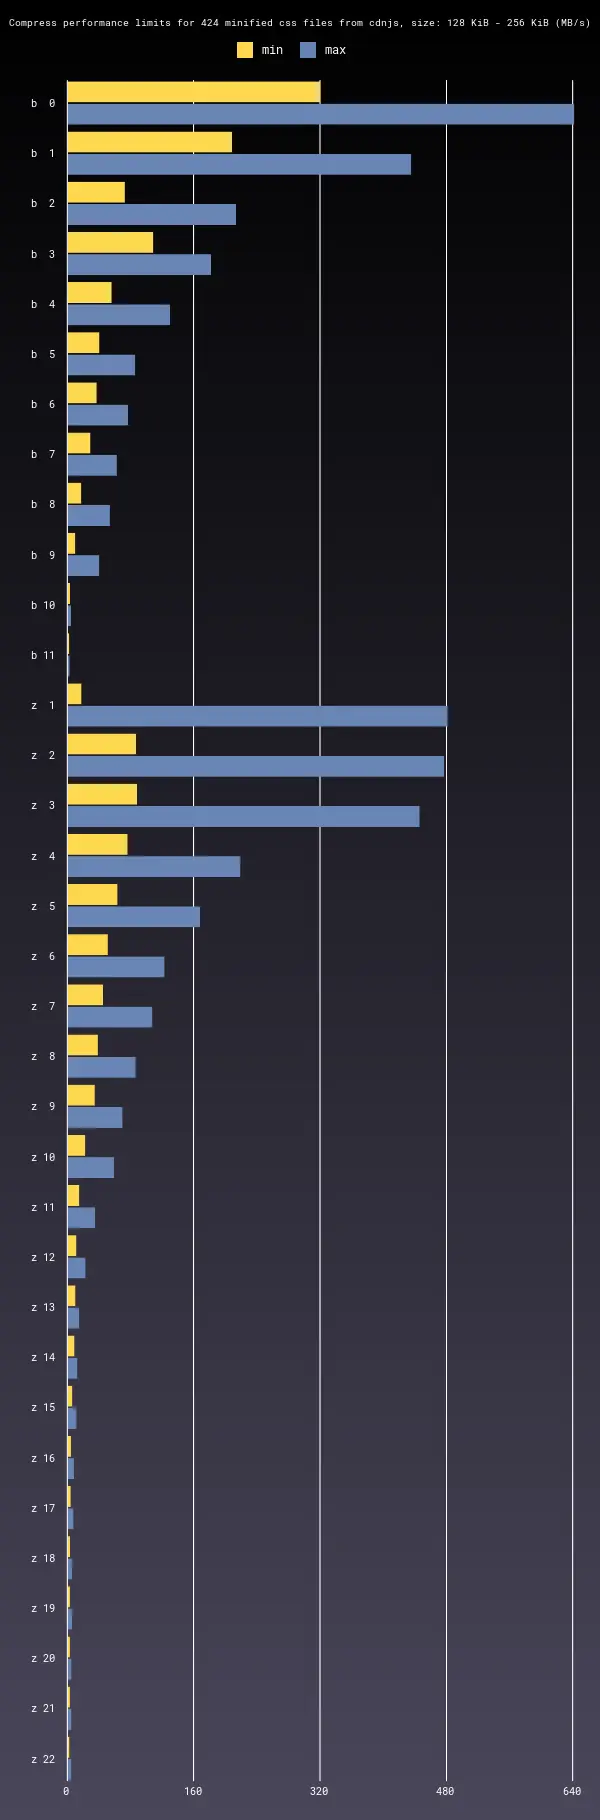 Compress performance limits for 424 minified css files from cdnjs, size: 128 KiB - 256 KiB (MB/s)
min max
b 0
b 1
b 2
b 3
b 4
b 5
b 6
b 7
b 8
b 9
b 10
b 11
z 1
z 2
z 3
z 4
z 5
z 6
z 7
z 8
z 9
z 10
z 11
z 12
z 13
z 14
z 15
z 16
z 17
z 18
z 19
z 20
z 21
z 22
0 160 320 480 640